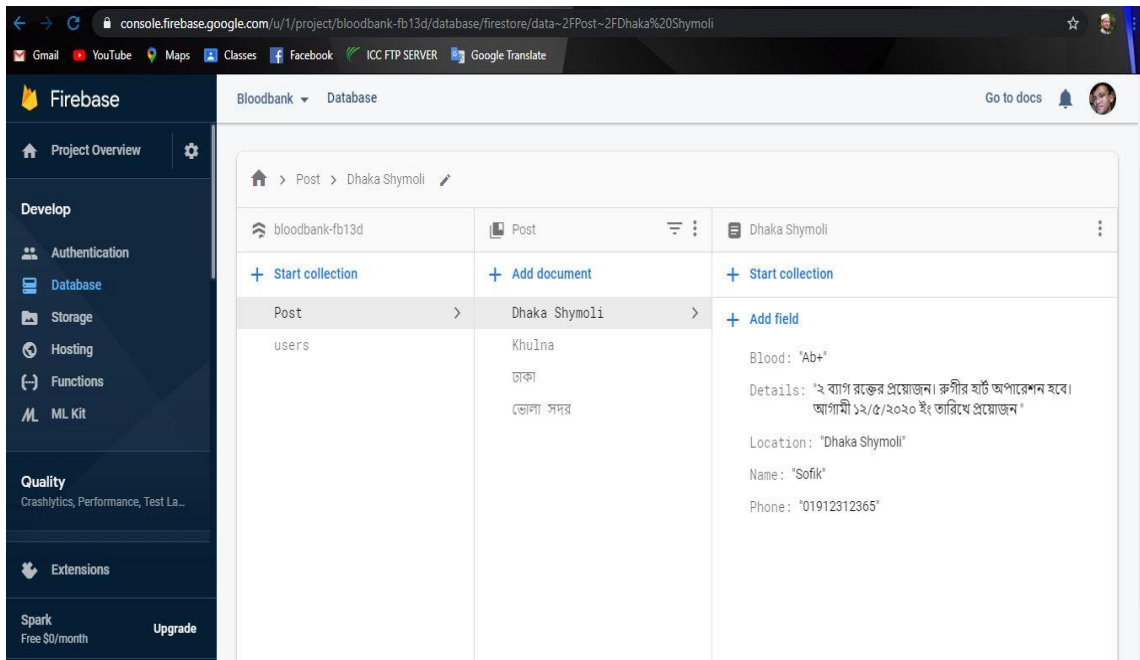 console.firebase.google.com/u/1/project/bloodbank-fb13d/database/firestore/data~2FPost~2FDhaka%20Shymoli
Gmail YouTube Maps Classes Facebook ICC FTP SERVER Google Translate
Firebase
Bloodbank Database Go to docs
Project Overview
Post > Dhaka Shymoli
Develop
bloodbank-fb13d Post Dhaka Shymoli
Authentication
+ Start collection + Add document + Start collection
Database
Post > Dhaka Shymoli > + Add field
Storage
users Khulna
Hosting
ঢাকা
Blood: "Ab+"
Functions
ভোলা সদর
Details: "২ ব্যাগ রক্তের প্রয়োজন। রুগীর হার্ট অপারেশন হবে।
আগামী ১২/৫/২০২০ ইং তারিখে প্রয়োজন "
ML Kit
Location: "Dhaka Shymoli"
Name: "Sofik"
Phone: "01912312365"
Quality
Crashlytics, Performance, Test La...
Extensions
Spark
Free $0/month
Upgrade